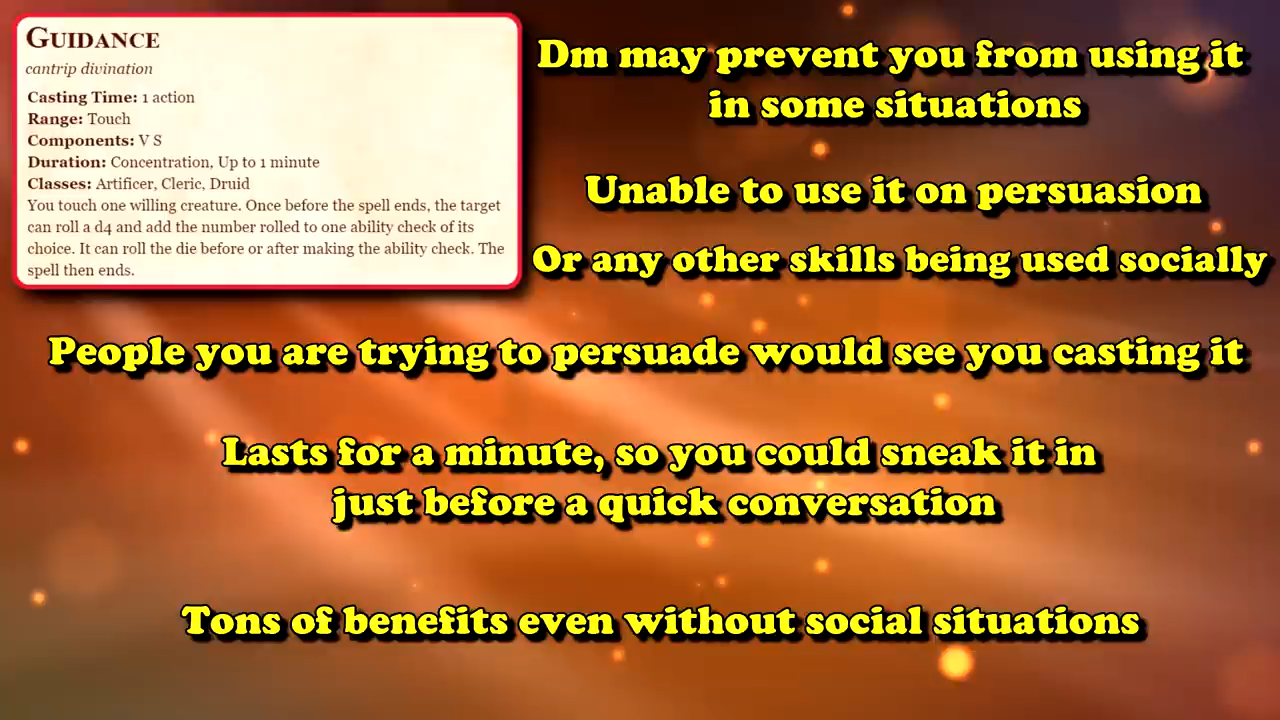 GUIDANCE
cantrip divination
Casting Time: 1 action
Range: Touch
Components: V S
Duration: Concentration, Up to 1 minute
Classes: Artificer, Cleric, Druid
You touch one willing creature. Once before the spell ends, the target
can roll a d4 and add the number rolled to one ability check of its
choice. It can roll the die before or after making the ability check. The
spell then ends.
Dm may prevent you from using it
in some situations
Unable to use it on persuasion
Or any other skills being used socially
People you are trying to persuade would see you casting it
Lasts for a minute, so you could sneak it in
just before a quick conversation
Tons of benefits even without social situations